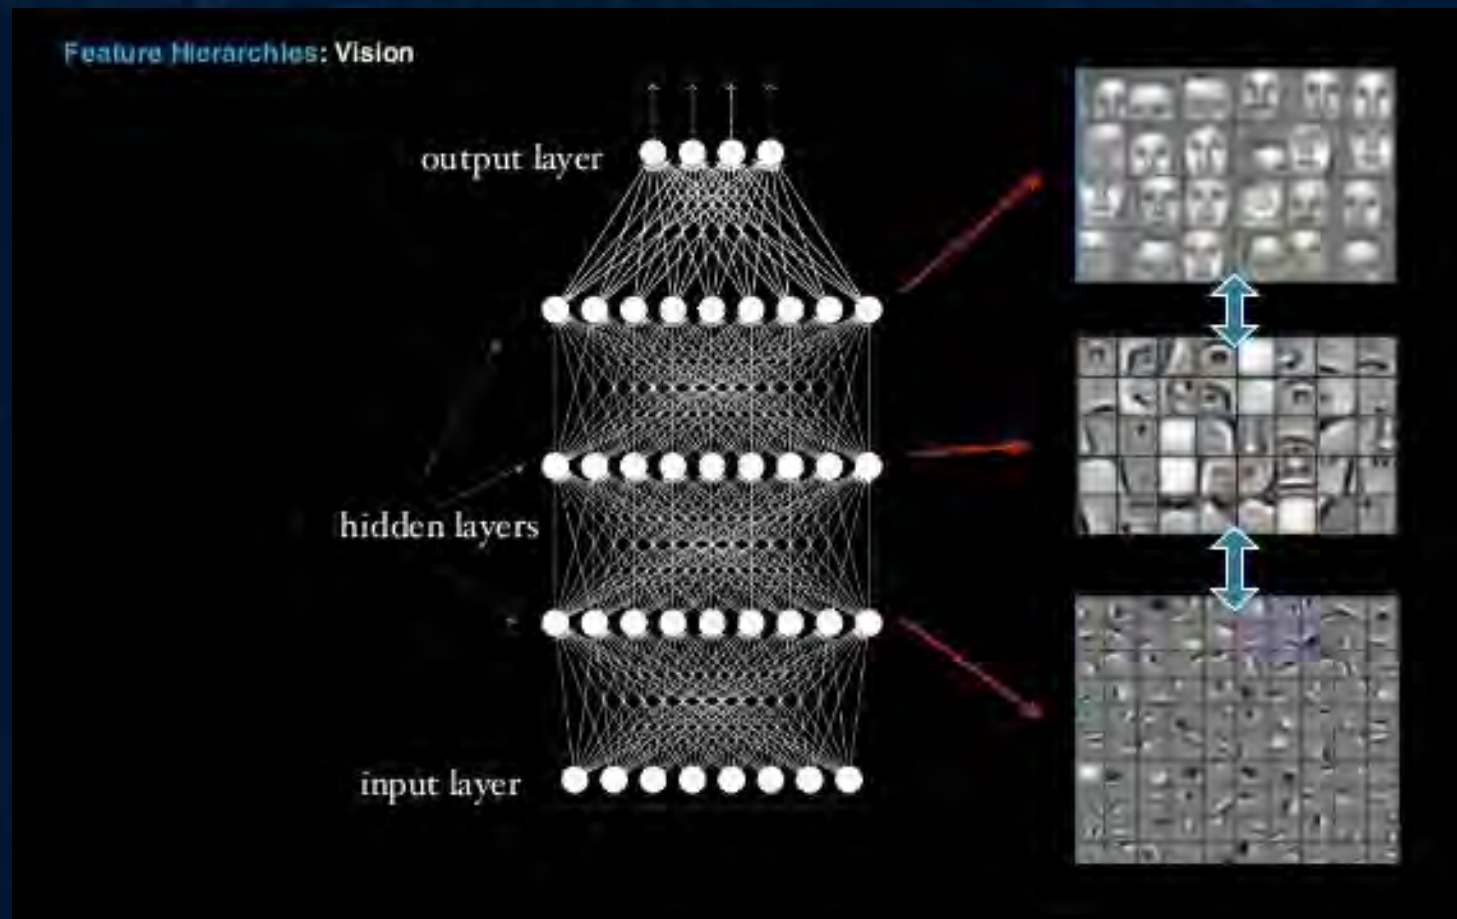 Feature Hierarchies: Vision
output layer
hidden layers
input layer